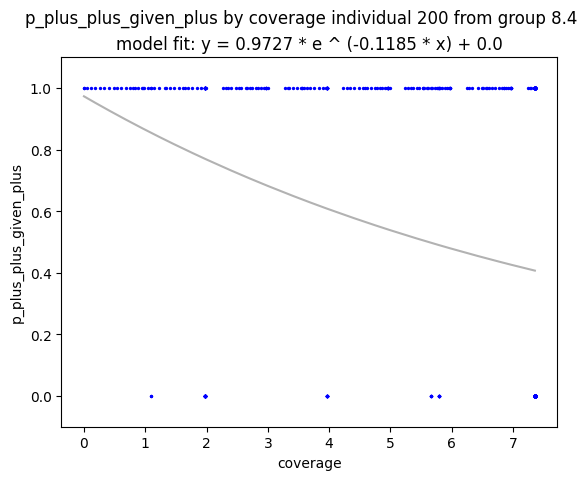 p_plus_plus_given_plus by coverage individual 200 from group 8.4
model fit: y = 0.9727 * e ^ (-0.1185 * x) + 0.0
p_plus_plus_given_plus
1.0
0.8
0.6
0.4
0.2
0.0
0 1 2 3 4 5 6 7
coverage